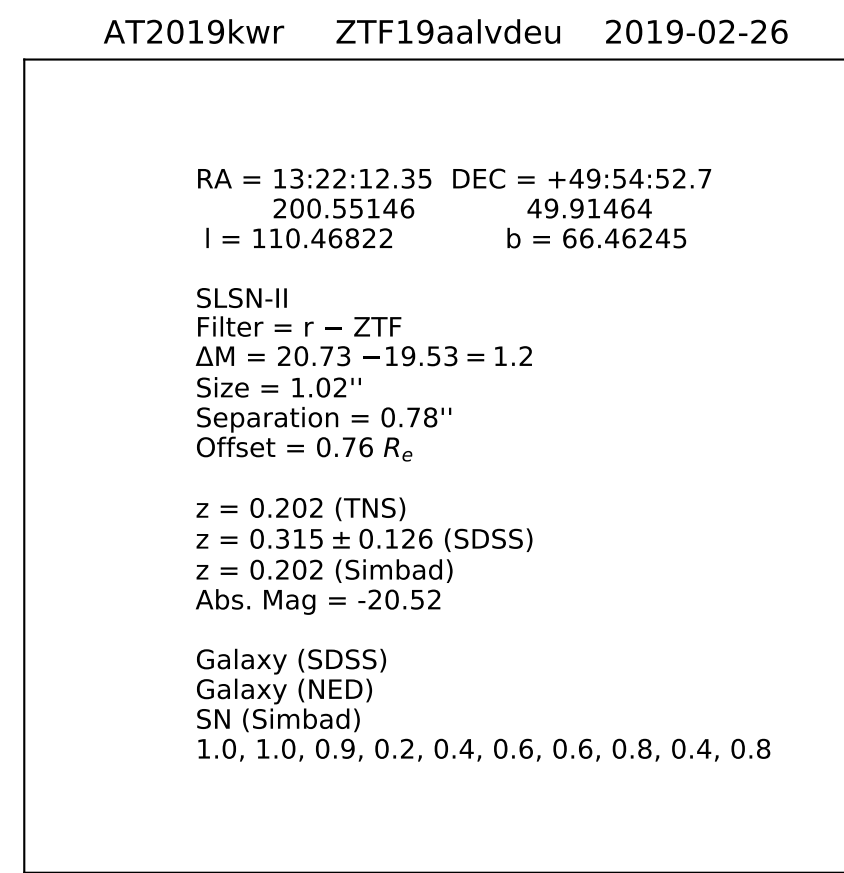 AT2019kwr ZTF19aalvdeu 2019-02-26
RA = 13:22:12.35 DEC = +49:54:52.7
200.55146 49.91464
l = 110.46822 b = 66.46245
SLSN-II
Filter = r − ZTF
ΔM = 20.73 −19.53 = 1.2
Size = 1.02''
Separation = 0.78''
Offset = 0.76 Rₑ
z = 0.202 (TNS)
z = 0.315 ± 0.126 (SDSS)
z = 0.202 (Simbad)
Abs. Mag = -20.52
Galaxy (SDSS)
Galaxy (NED)
SN (Simbad)
1.0, 1.0, 0.9, 0.2, 0.4, 0.6, 0.6, 0.8, 0.4, 0.8